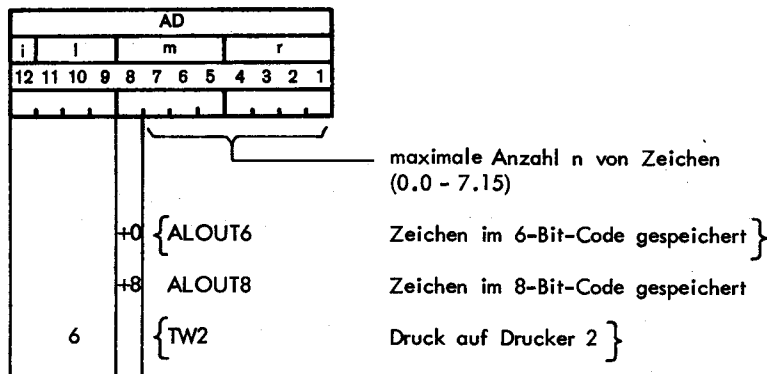 AD
i l m r
12 11 10 9 8 7 6 5 4 3 2 1
maximale Anzahl n von Zeichen
(0.0 - 7.15)
+0 {ALOUT6 Zeichen im 6-Bit-Code gespeichert}
+8 ALOUT8 Zeichen im 8-Bit-Code gespeichert
6 {TW2 Druck auf Drucker 2 }